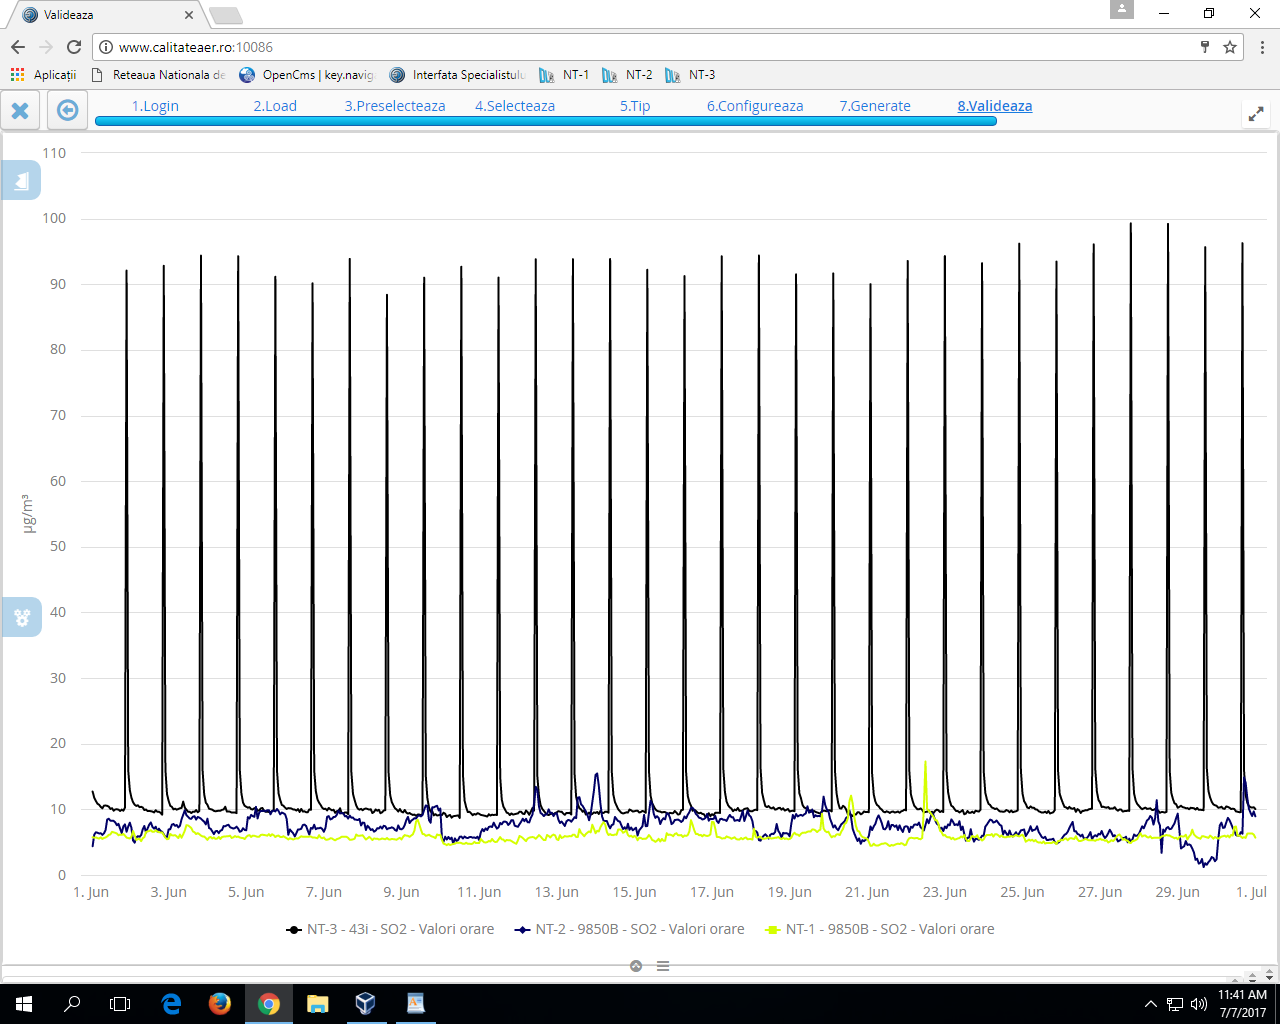 Valideaza
www.calitateaer.ro:10086
Aplicații
Reteaua Nationala de
OpenCms | key.navig
Interfata Specialistulu
NT-1
NT-2
NT-3
1.Login
2.Load
3.Preselecteaza
4.Selecteaza
5.Tip
6.Configureaza
7.Generate
8.Valideaza
110
100
90
80
70
60
50
40
30
20
10
0
µg/m³
1. Jun
3. Jun
5. Jun
7. Jun
9. Jun
11. Jun
13. Jun
15. Jun
17. Jun
19. Jun
21. Jun
23. Jun
25. Jun
27. Jun
29. Jun
1. Jul
NT-3 - 43i - SO2 - Valori orare
NT-2 - 9850B - SO2 - Valori orare
NT-1 - 9850B - SO2 - Valori orare
11:41 AM
7/7/2017